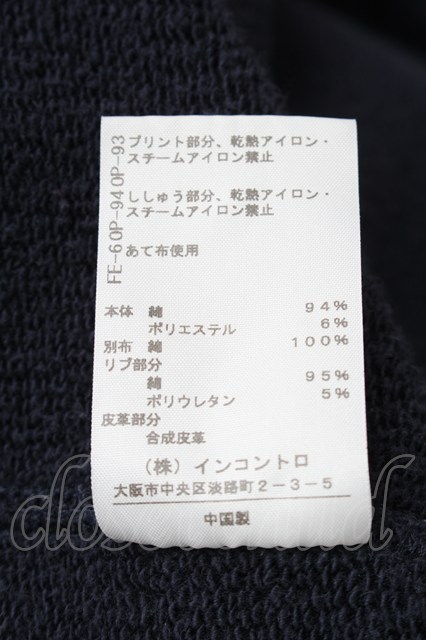 FE-60P-940P-93
プリント部分、乾熱アイロン・
スチームアイロン禁止
ししゅう部分、乾熱アイロン・
スチームアイロン禁止
あて布使用
本体 綿 94%
ポリエステル 6%
別布 綿 100%
リブ部分
綿 95%
ポリウレタン 5%
皮革部分
合成皮革
（株）インコントロ
大阪市中央区淡路町2-3-5
中国製